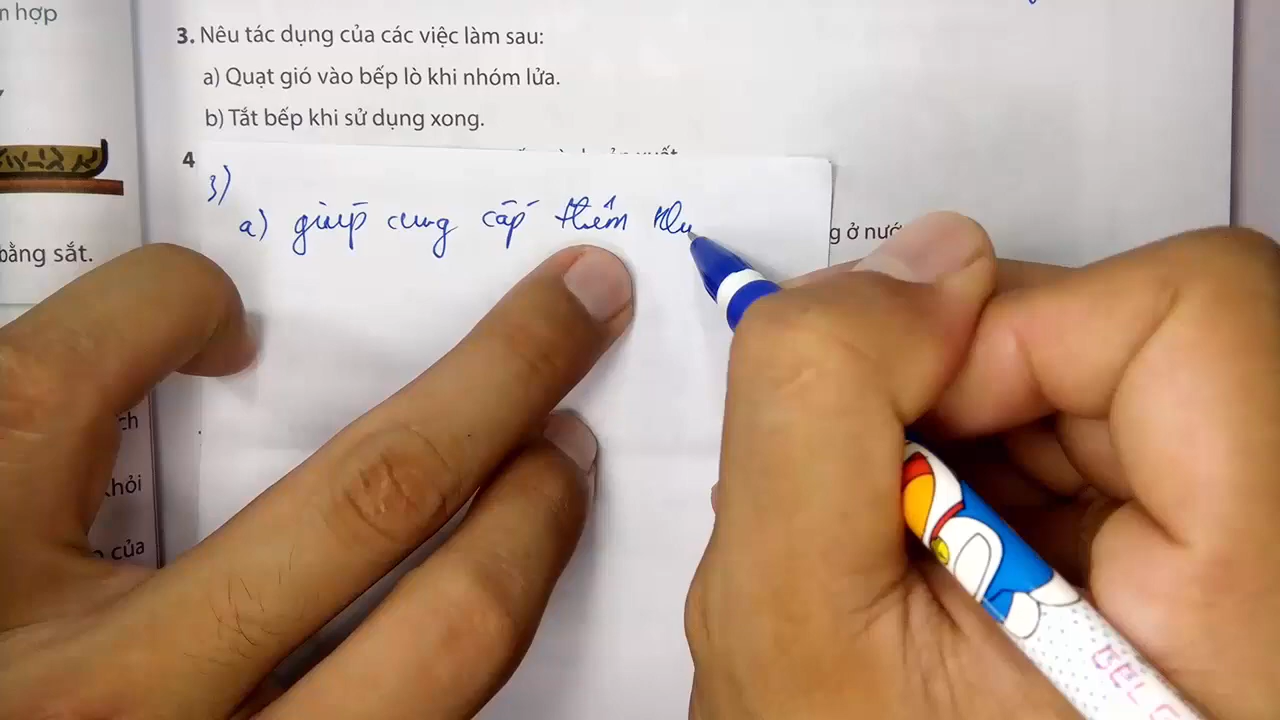 n hợp
3. Nêu tác dụng của các việc làm sau:
a) Quạt gió vào bếp lò khi nhóm lửa.
b) Tắt bếp khi sử dụng xong.
4
3)
a) giúp cung cấp thêm
g ở nướ
bằng sắt.
ch
khỏi
của